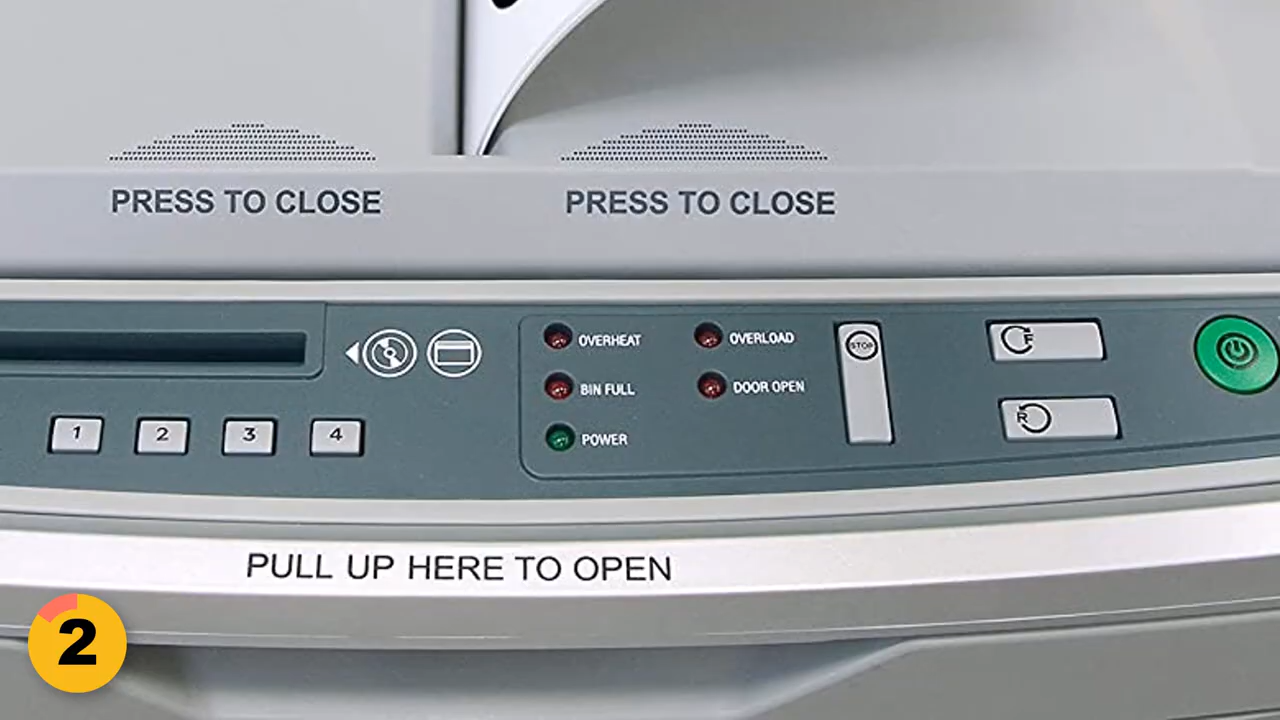 PRESS TO CLOSE PRESS TO CLOSE
OVERHEAT OVERLOAD
STOP
F
BIN FULL DOOR OPEN
R
1 2 3 4
POWER
PULL UP HERE TO OPEN
2